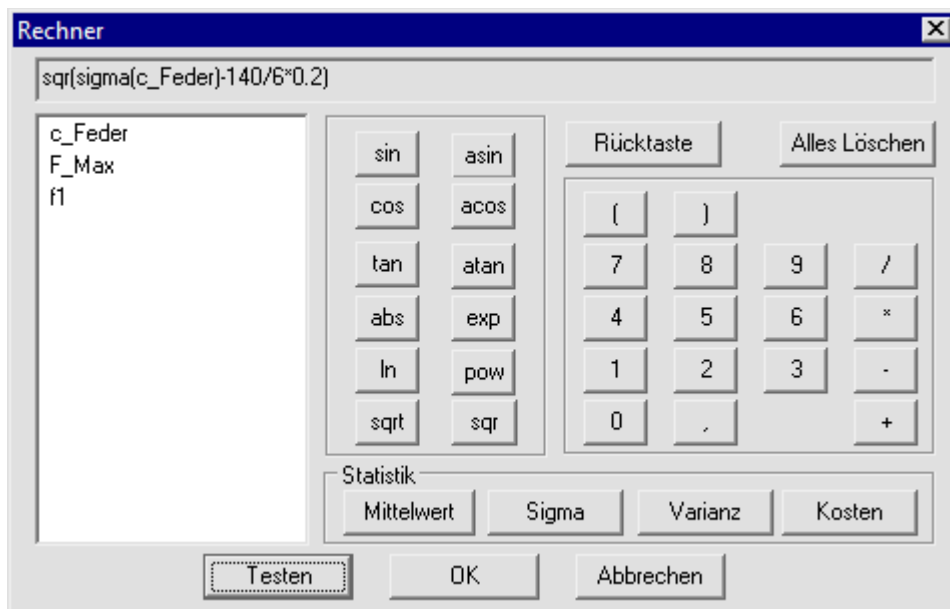 Rechner
sqr(sigma(c_Feder)-140/6*0.2)
c_Feder
F_Max
f1
sin asin
cos acos
tan atan
abs exp
ln pow
sqrt sqr
Rücktaste Alles Löschen
( )
7 8 9 /
4 5 6 *
1 2 3 -
0 , +
Statistik
Mittelwert Sigma Varianz Kosten
Testen OK Abbrechen